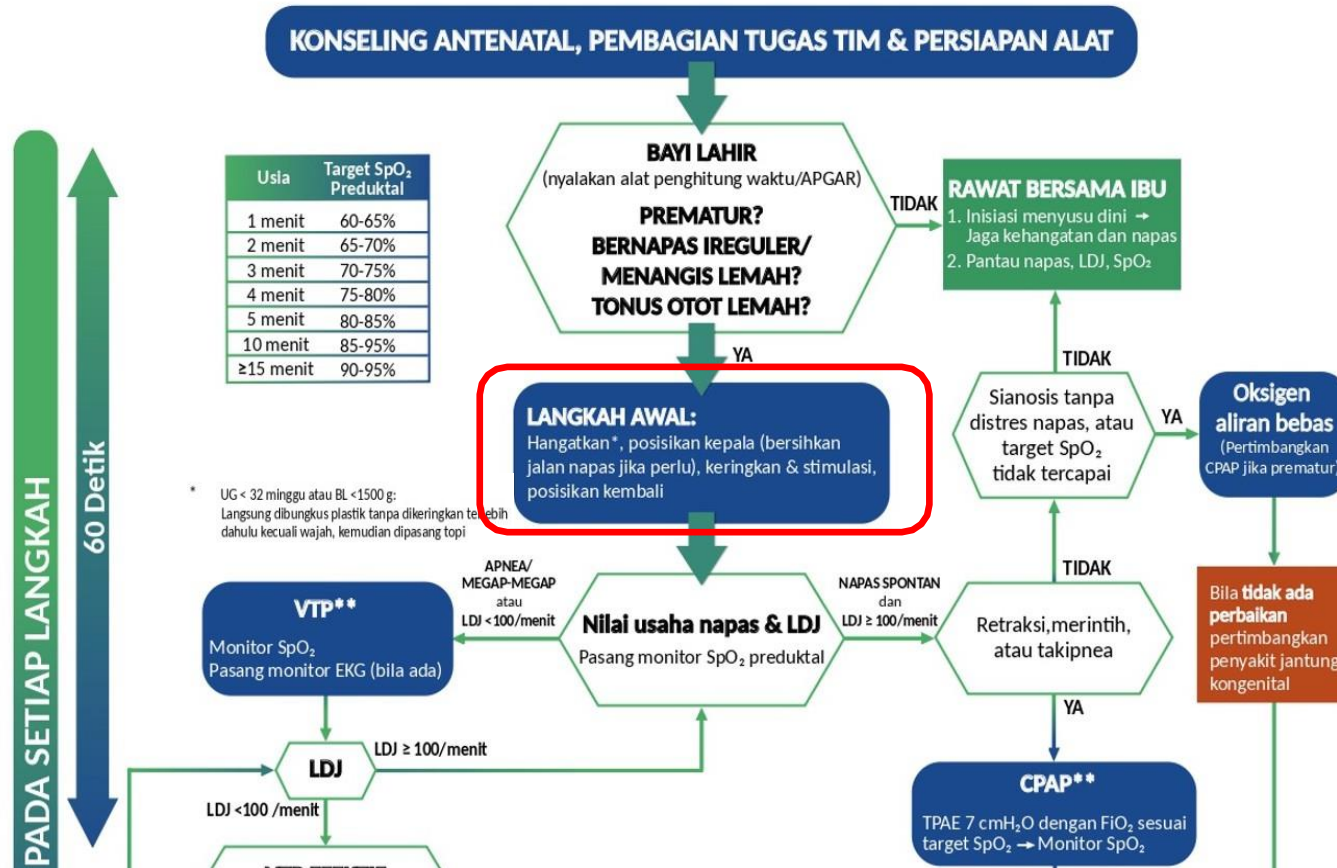 KONSELING ANTENATAL, PEMBAGIAN TUGAS TIM & PERSIAPAN ALAT
PADA SETIAP LANGKAH
60 Detik
Usia Target SpO₂ Preduktal
1 menit 60-65%
2 menit 65-70%
3 menit 70-75%
4 menit 75-80%
5 menit 80-85%
10 menit 85-95%
≥15 menit 90-95%
BAYI LAHIR
(nyalakan alat penghitung waktu/APGAR)
PREMATUR?
BERNAPAS IREGULER/
MENANGIS LEMAH?
TONUS OTOT LEMAH?
TIDAK
RAWAT BERSAMA IBU
1. Inisiasi menyusu dini →
Jaga kehangatan dan napas
2. Pantau napas, LDJ, SpO₂
YA
LANGKAH AWAL:
Hangatkan*, posisikan kepala (bersihkan
jalan napas jika perlu), keringkan & stimulasi,
posisikan kembali
* UG < 32 minggu atau BL <1500 g:
Langsung dibungkus plastik tanpa dikeringkan terlebih
dahulu kecuali wajah, kemudian dipasang topi
TIDAK
Sianosis tanpa
distres napas, atau
target SpO₂
tidak tercapai
YA
Oksigen
aliran bebas
(Pertimbangkan
CPAP jika prematur)
APNEA/
MEGAP-MEGAP
atau
LDJ <100/menit
VTP**
Monitor SpO₂
Pasang monitor EKG (bila ada)
Nilai usaha napas & LDJ
Pasang monitor SpO₂ preduktal
NAPAS SPONTAN
dan
LDJ ≥ 100/menit
TIDAK
Retraksi,merintih,
atau takipnea
YA
Bila tidak ada
perbaikan
pertimbangkan
penyakit jantung
kongenital
LDJ
LDJ ≥ 100/menit
LDJ <100 /menit
CPAP**
TPAE 7 cmH₂O dengan FiO₂ sesuai
target SpO₂ → Monitor SpO₂